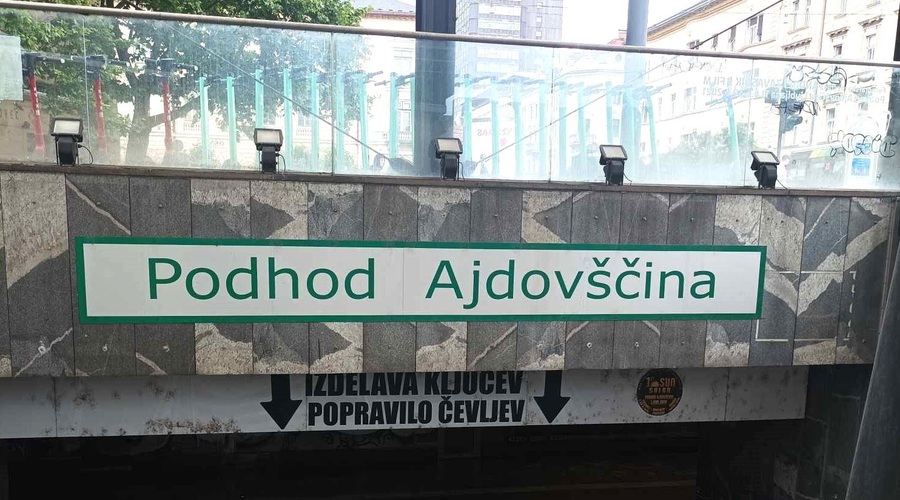 Podhod Ajdovščina
IZDELAVA KLJUČEV
POPRAVILO ČEVLJEV